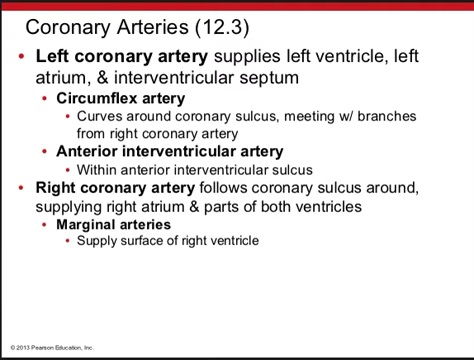 Coronary Arteries (12.3)
• Left coronary artery supplies left ventricle, left
atrium, & interventricular septum
• Circumflex artery
• Curves around coronary sulcus, meeting w/ branches
from right coronary artery
• Anterior interventricular artery
• Within anterior interventricular sulcus
• Right coronary artery follows coronary sulcus around,
supplying right atrium & parts of both ventricles
• Marginal arteries
• Supply surface of right ventricle
© 2013 Pearson Education, Inc.